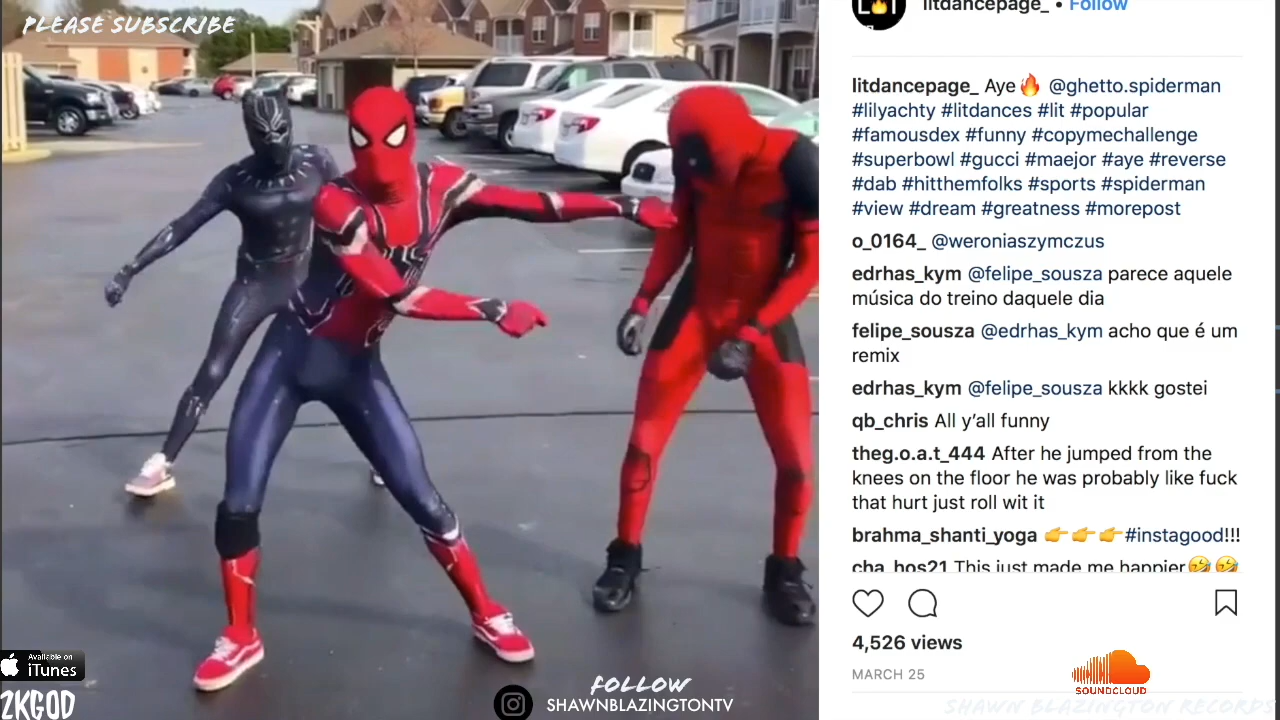 PLEASE SUBSCRIBE
litdancepage_ • Follow
litdancepage_ Aye🔥 @ghetto.spiderman
#lilyachty #litdances #lit #popular
#famousdex #funny #copymechallenge
#superbowl #gucci #maejor #aye #reverse
#dab #hitthemfolks #sports #spiderman
#view #dream #greatness #morepost
o_0164_ @weroniaszymczus
edrhas_kym @felipe_sousza parece aquele
música do treino daquele dia
felipe_sousza @edrhas_kym acho que é um
remix
edrhas_kym @felipe_sousza kkkk gostei
qb_chris All y’all funny
theg.o.a.t_444 After he jumped from the
knees on the floor he was probably like fuck
that hurt just roll wit it
brahma_shanti_yoga 👉👉👉#instagood!!!
cha_hos21 This just made me happier🤣🤣
4,526 views
MARCH 25
SOUNDCLOUD
Available on
iTunes
2KGOD
FOLLOW
SHAWNBLAZINGTONTV
SHAWN BLAZINGTON RECORDS